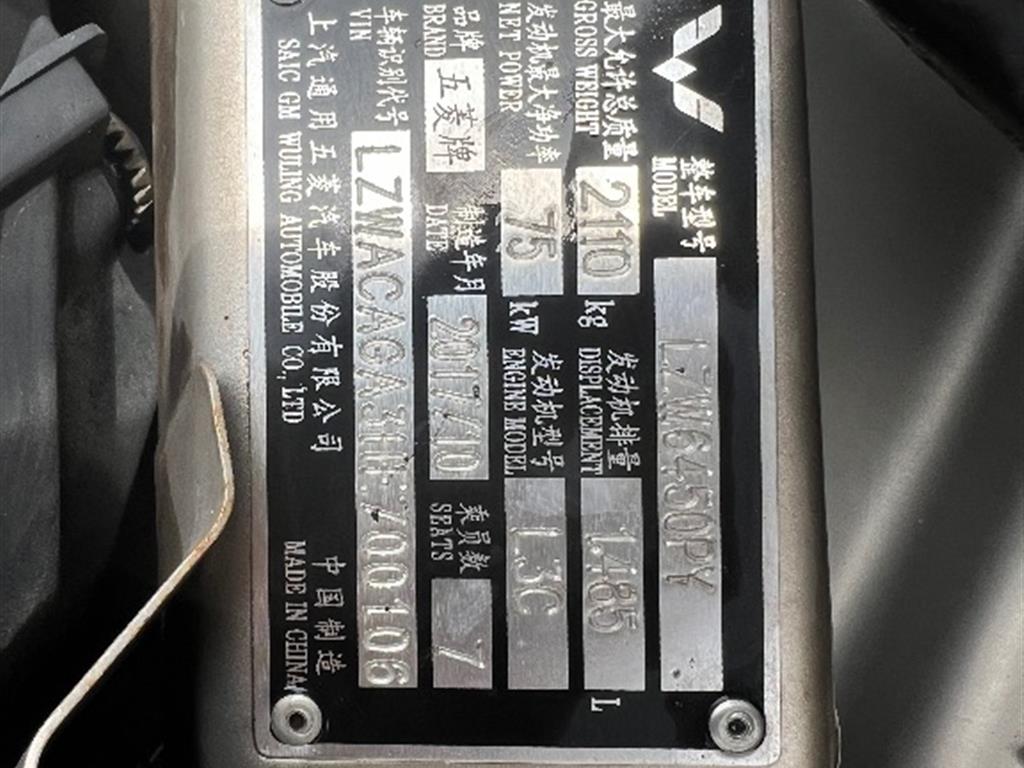 整车型号 LZW6450PY
MODEL
最大允许总质量 2110 kg 发动机排量 1.485 L
GROSS WEIGHT DISPLACEMENT
发动机最大净功率 75 kW 发动机型号 L3C
NET POWER ENGINE MODEL
品牌 五菱牌 制造年月 2017/10 乘员数 7
BRAND DATE SEATS
车辆识别代号 LZWACAGA3HE700106
VIN
上汽通用五菱汽车股份有限公司 中国制造
SAIC GM WULING AUTOMOBILE CO., LTD MADE IN CHINA